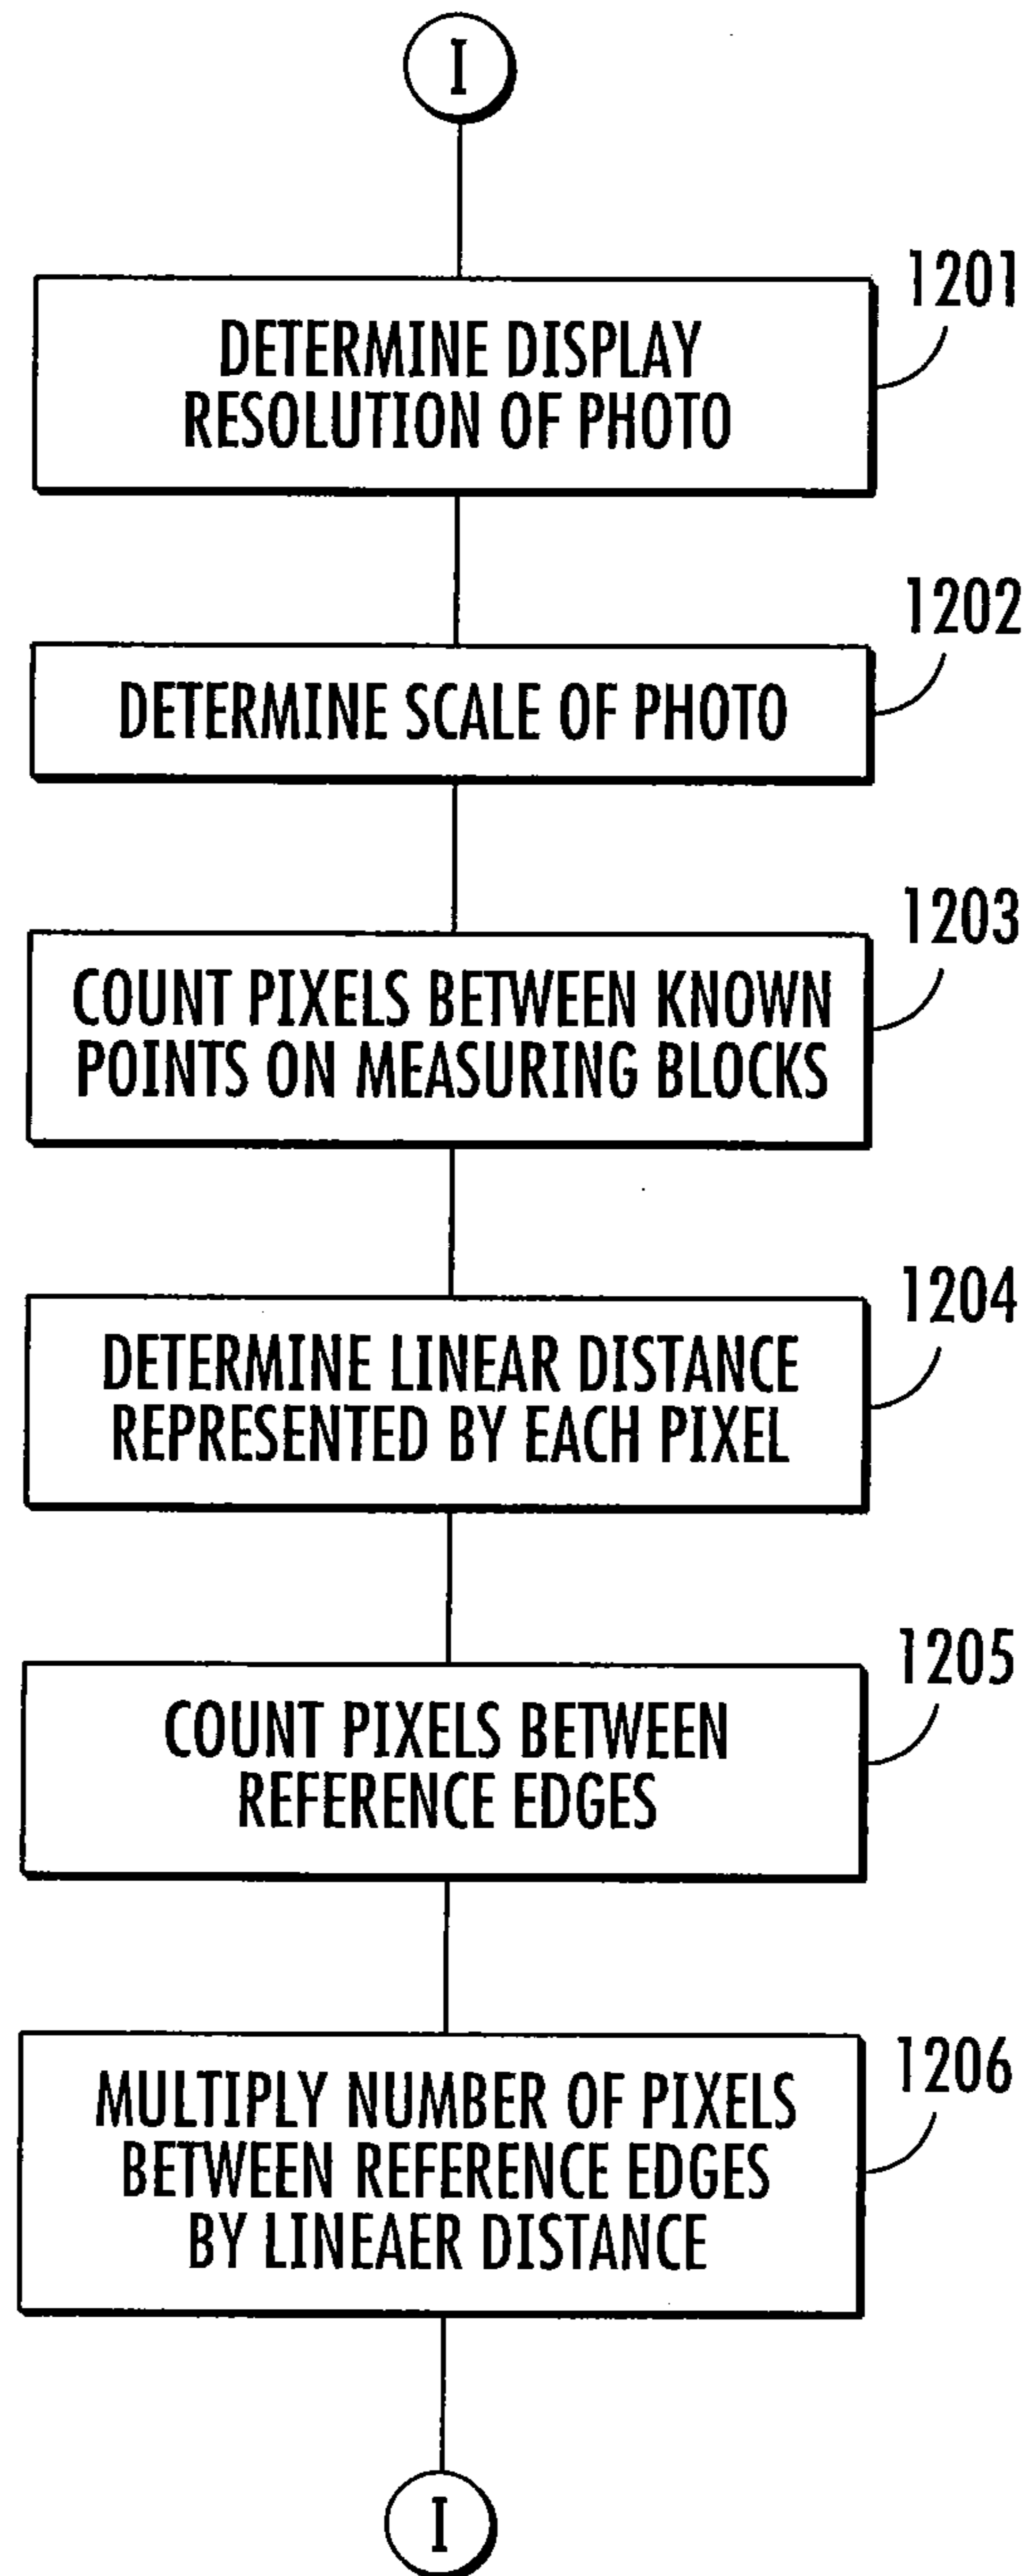 I
1201
DETERMINE DISPLAY
RESOLUTION OF PHOTO
1202
DETERMINE SCALE OF PHOTO
1203
COUNT PIXELS BETWEEN KNOWN
POINTS ON MEASURING BLOCKS
1204
DETERMINE LINEAR DISTANCE
REPRESENTED BY EACH PIXEL
1205
COUNT PIXELS BETWEEN
REFERENCE EDGES
1206
MULTIPLY NUMBER OF PIXELS
BETWEEN REFERENCE EDGES
BY LINEAER DISTANCE
I